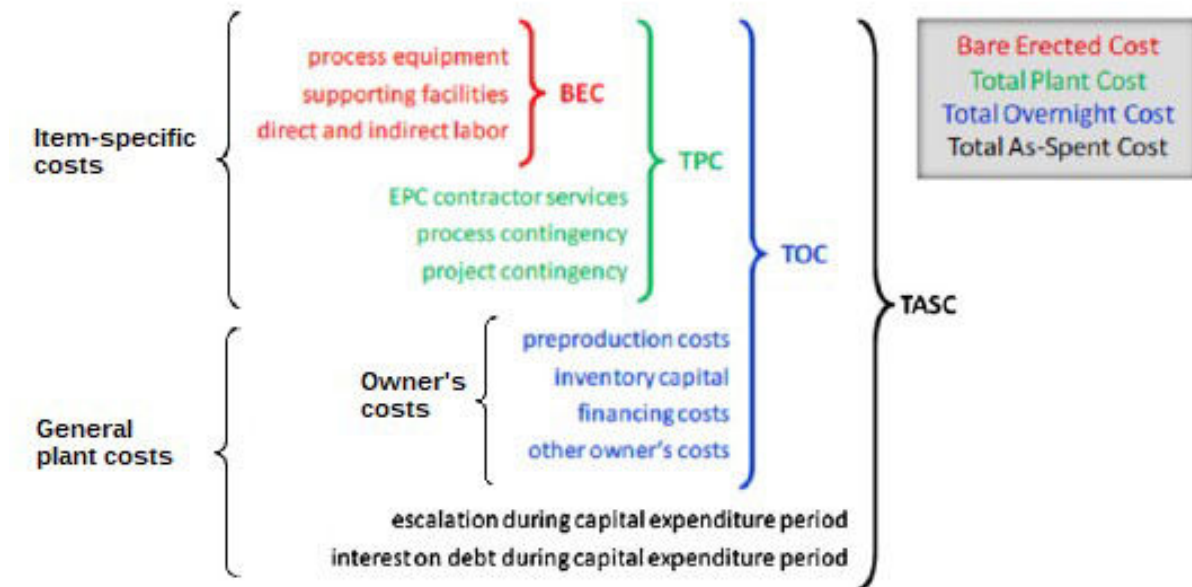 process equipment
supporting facilities
direct and indirect labor
BEC
Item-specific
costs
EPC contractor services
process contingency
project contingency
TPC
preproduction costs
inventory capital
financing costs
other owner's costs
Owner's
costs
TOC
General
plant costs
escalation during capital expenditure period
interest on debt during capital expenditure period
TASC
Bare Erected Cost
Total Plant Cost
Total Overnight Cost
Total As-Spent Cost